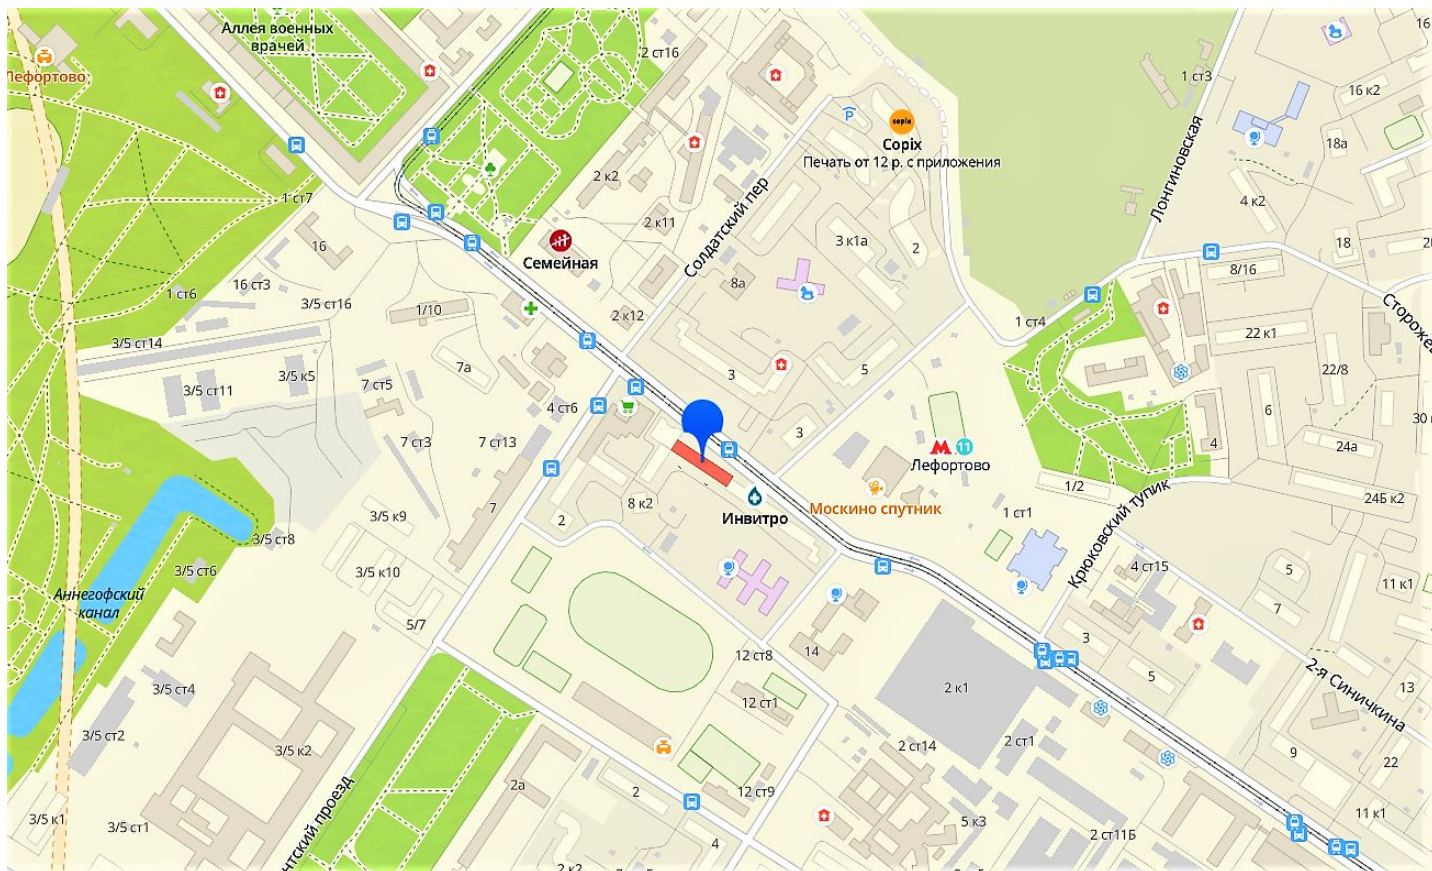 16
Аллея военных
врачей
2 ст16
Лефортово
1 ст3
16 к2
copix
Copix
Печать от 12 р. с приложения
18а
Лонгиновская
2 к2
1 ст7
4 к2
Солдатский пер
2 к11
16
3 к1а
2
18
Семейная
8/16
16 ст3
8а
1 ст6
3/5 ст16
1/10
2 к12
1 ст4
22 к1
3/5 ст14
7а
3
5
22/8
3/5 к5
7 ст5
3/5 ст11
4 ст6
6
3
4
24а
7 ст3
7 ст13
11
Лефортово
1/2
24Б к2
8 к2
Москино спутник
Инвитро
7
2
1 ст1
3/5 к9
Крюковский тупик
3/5 ст8
3/5 ст6
3/5 к10
4 ст15
5
11 к1
Аннегофский
канал
7
5/7
3
12 ст8
14
5
2-я Синичкина
13
3/5 ст4
2 к1
12 ст1
3/5 ст2
3/5 к2
2 ст14
2 ст1
9
22
2а
2
12 ст9
3/5 к1
3/5 ст1
5 к3
2 ст11Б
11 к1
4
2 к2